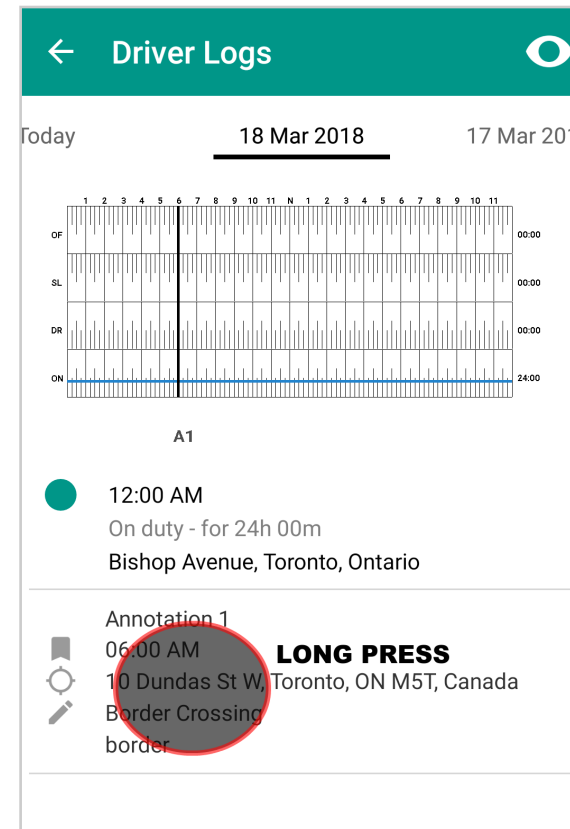 Driver Logs
Today 18 Mar 2018 17 Mar 201
1 2 3 4 5 6 7 8 9 10 11 N 1 2 3 4 5 6 7 8 9 10 11
OF 00:00
SL 00:00
DR 00:00
ON 24:00
A1
12:00 AM
On duty - for 24h 00m
Bishop Avenue, Toronto, Ontario
Annotation 1
06:00 AM LONG PRESS
10 Dundas St W, Toronto, ON M5T, Canada
Border Crossing
border